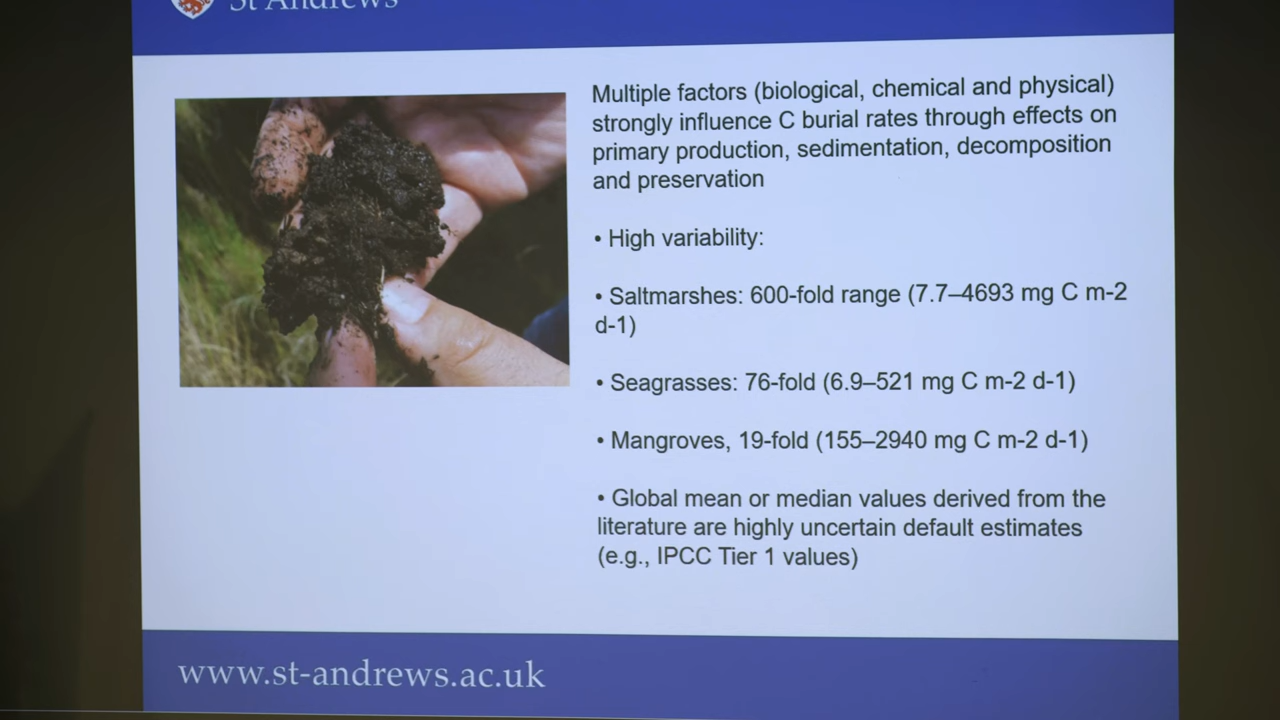 St Andrews
Multiple factors (biological, chemical and physical)
strongly influence C burial rates through effects on
primary production, sedimentation, decomposition
and preservation
• High variability:
• Saltmarshes: 600-fold range (7.7–4693 mg C m-2
d-1)
• Seagrasses: 76-fold (6.9–521 mg C m-2 d-1)
• Mangroves, 19-fold (155–2940 mg C m-2 d-1)
• Global mean or median values derived from the
literature are highly uncertain default estimates
(e.g., IPCC Tier 1 values)
www.st-andrews.ac.uk